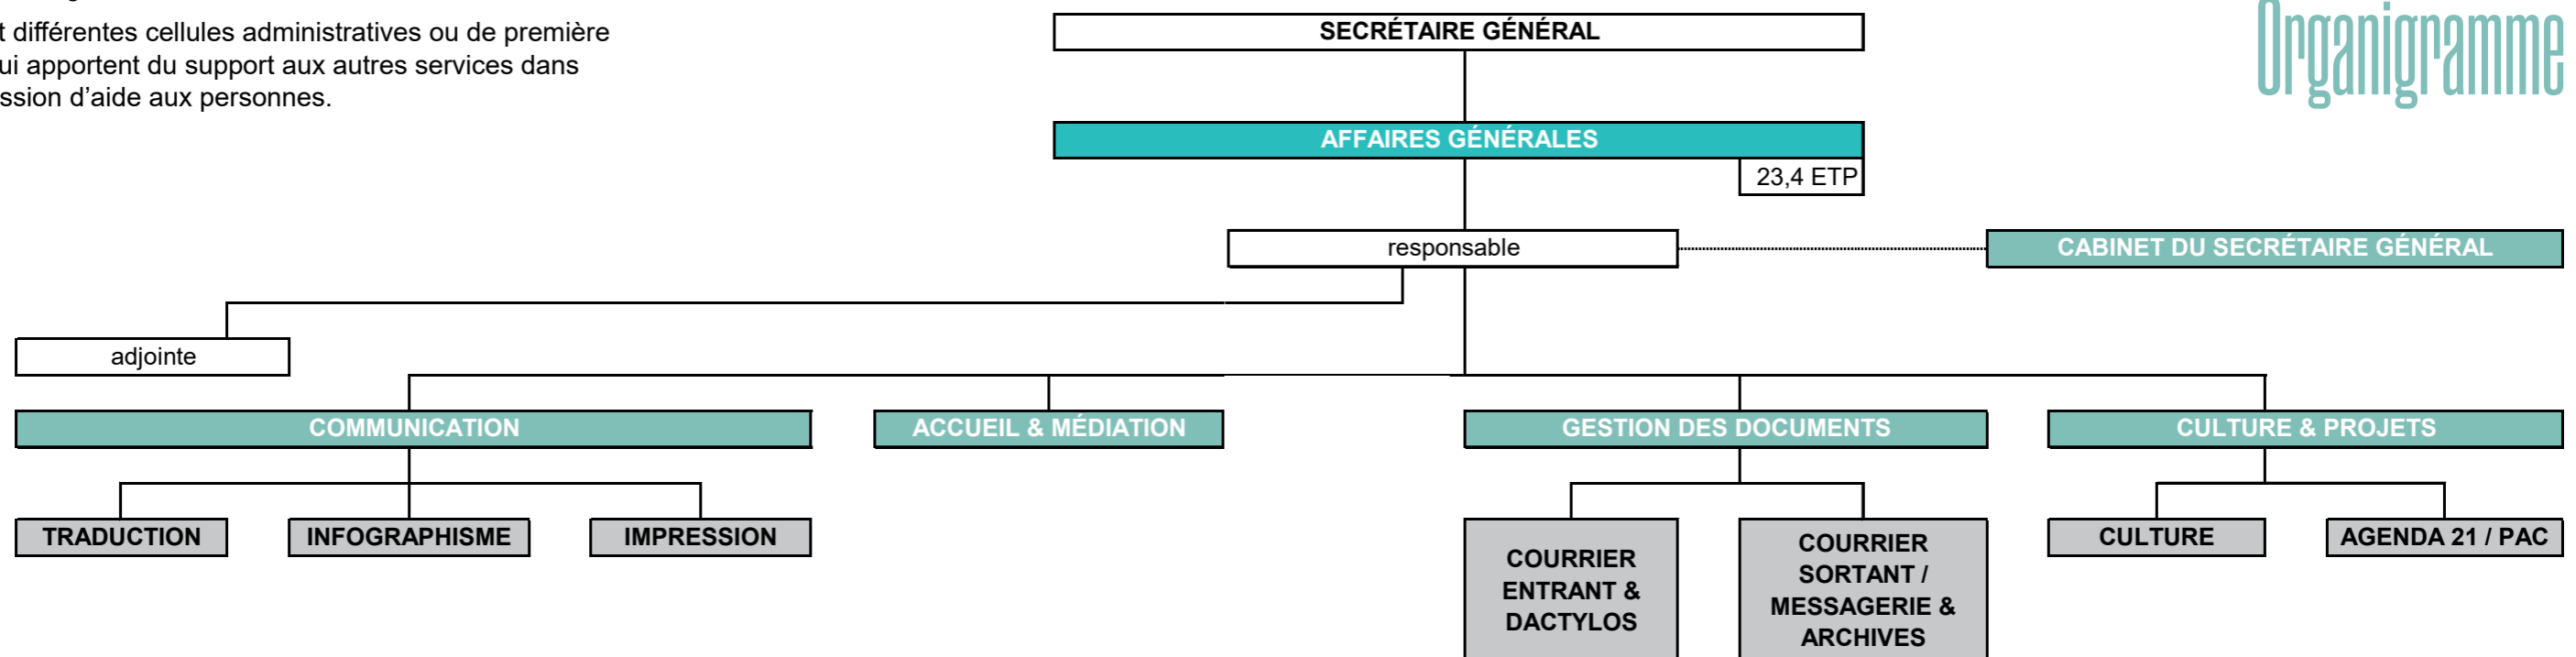 t différentes cellules administratives ou de première
ui apportent du support aux autres services dans
ssion d'aide aux personnes.
Organigramme
SECRÉTAIRE GÉNÉRAL
AFFAIRES GÉNÉRALES
23,4 ETP
responsable
CABINET DU SECRÉTAIRE GÉNÉRAL
adjointe
COMMUNICATION
ACCUEIL & MÉDIATION
GESTION DES DOCUMENTS
CULTURE & PROJETS
TRADUCTION
INFOGRAPHISME
IMPRESSION
COURRIER
ENTRANT &
DACTYLOS
COURRIER
SORTANT /
MESSAGERIE &
ARCHIVES
CULTURE
AGENDA 21 / PAC